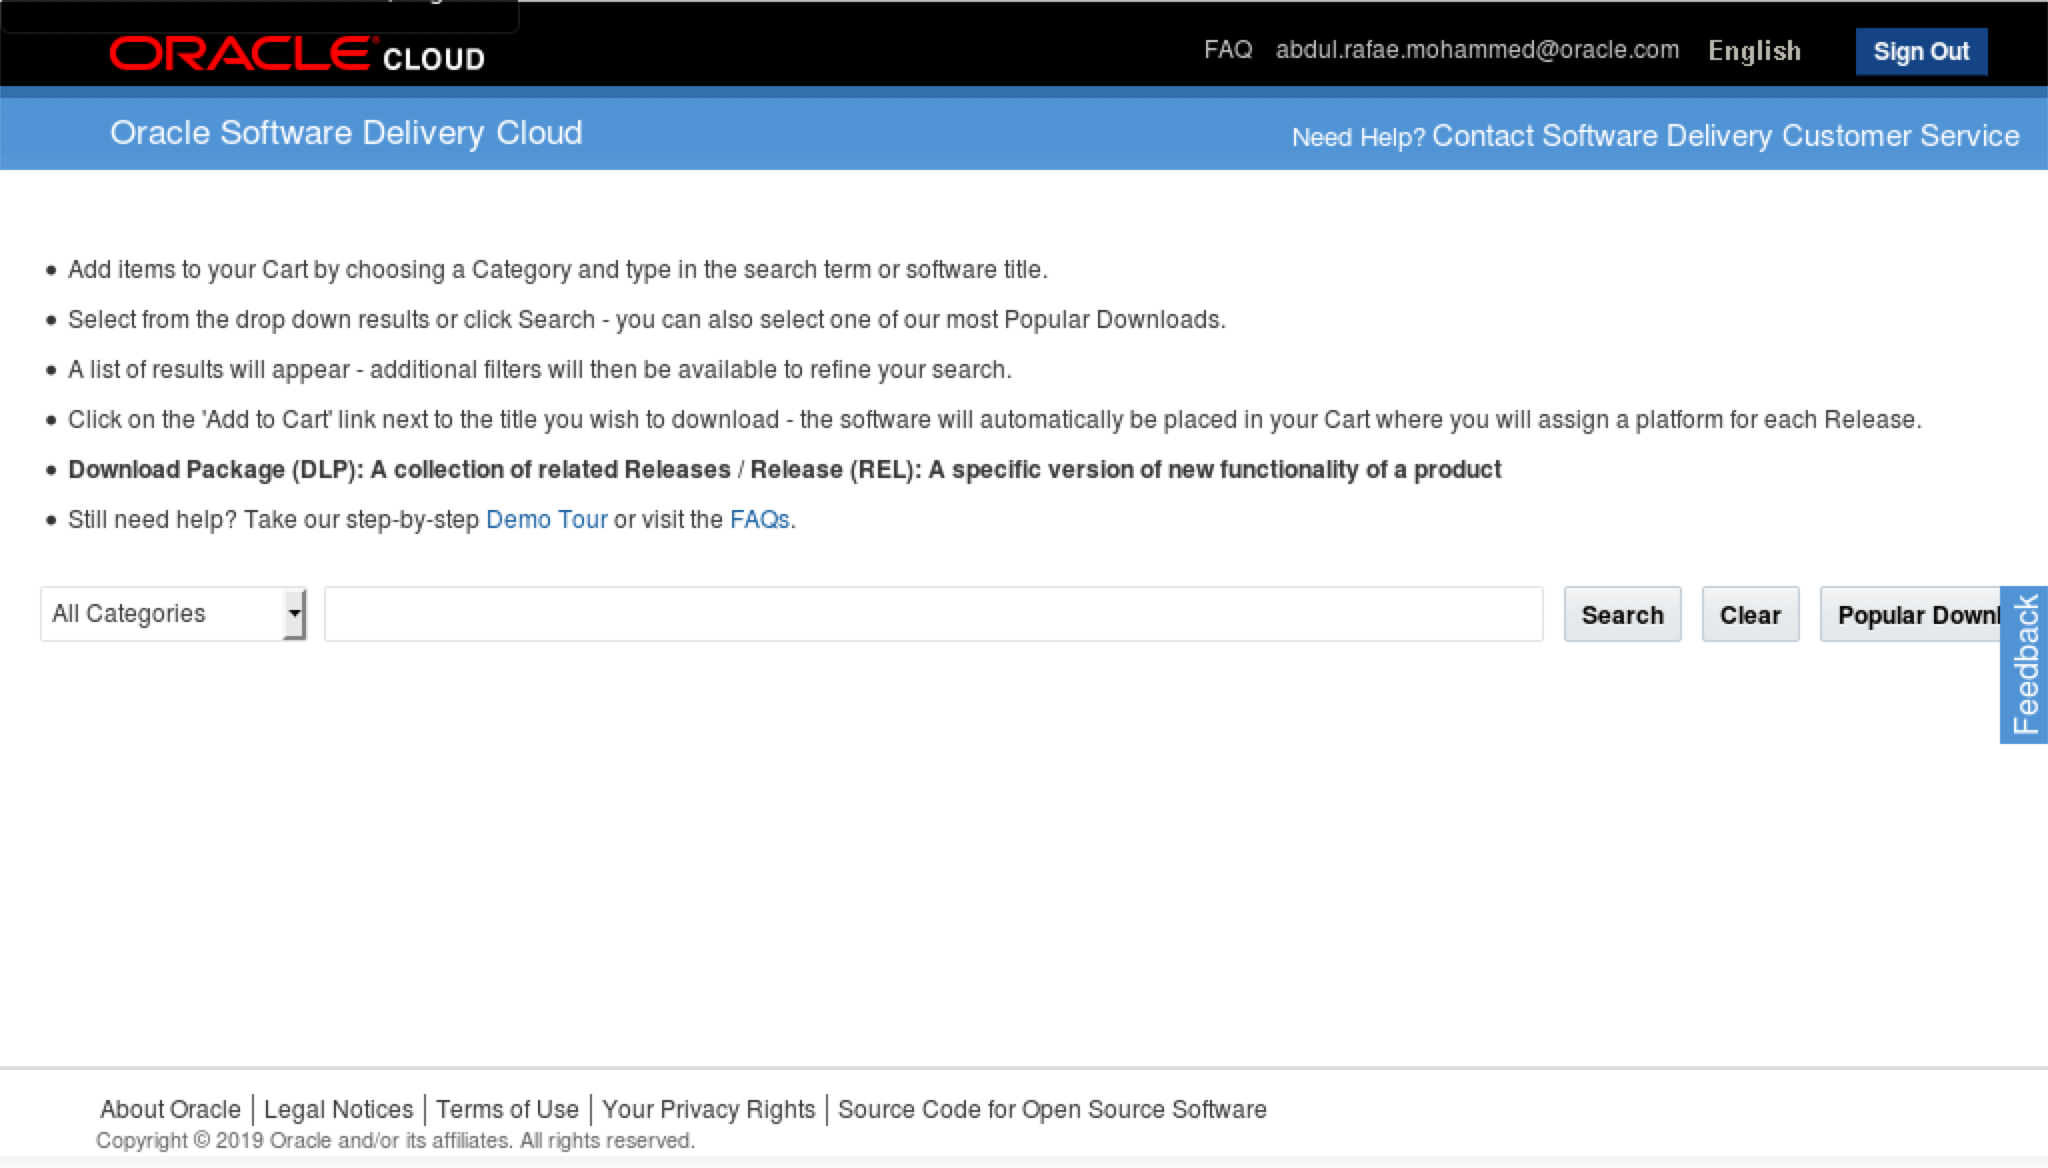 ORACLE CLOUD
FAQ abdul.rafae.mohammed@oracle.com English Sign Out
Oracle Software Delivery Cloud
Need Help? Contact Software Delivery Customer Service
• Add items to your Cart by choosing a Category and type in the search term or software title.
• Select from the drop down results or click Search - you can also select one of our most Popular Downloads.
• A list of results will appear - additional filters will then be available to refine your search.
• Click on the 'Add to Cart' link next to the title you wish to download - the software will automatically be placed in your Cart where you will assign a platform for each Release.
• Download Package (DLP): A collection of related Releases / Release (REL): A specific version of new functionality of a product
• Still need help? Take our step-by-step Demo Tour or visit the FAQs.
All Categories Search Clear Popular Downl
Feedback
About Oracle | Legal Notices | Terms of Use | Your Privacy Rights | Source Code for Open Source Software
Copyright © 2019 Oracle and/or its affiliates. All rights reserved.